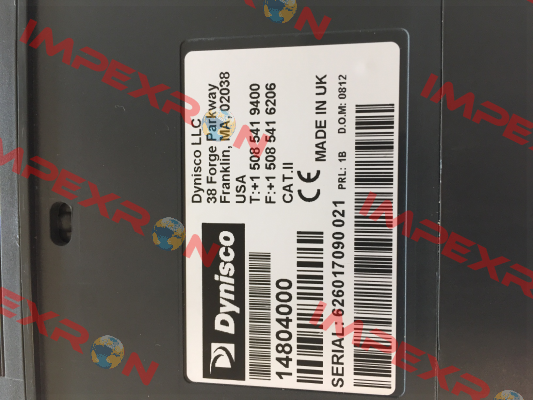 Dynisco
Dynisco LLC
38 Forge Parkway
Franklin, MA, 02038
USA
T:+1 508 541 9400
F:+1 508 541 6206
CAT.II
CE MADE IN UK
14804000
PRL: 1B D.O.M: 0812
SERIAL: 626017090 021
IMPEXRON
IMPEXRON
IMPEXRON
IMPEXRON